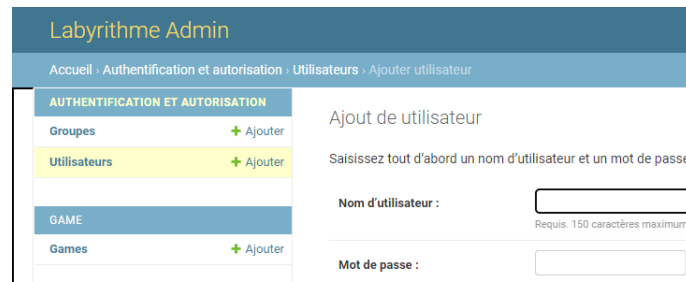 Labyrithme Admin
Accueil › Authentification et autorisation › Utilisateurs › Ajouter utilisateur
AUTHENTIFICATION ET AUTORISATION
Groupes + Ajouter
Utilisateurs + Ajouter
GAME
Games + Ajouter
Ajout de utilisateur
Saisissez tout d’abord un nom d’utilisateur et un mot de passe
Nom d’utilisateur :
Requis. 150 caractères maximum
Mot de passe :